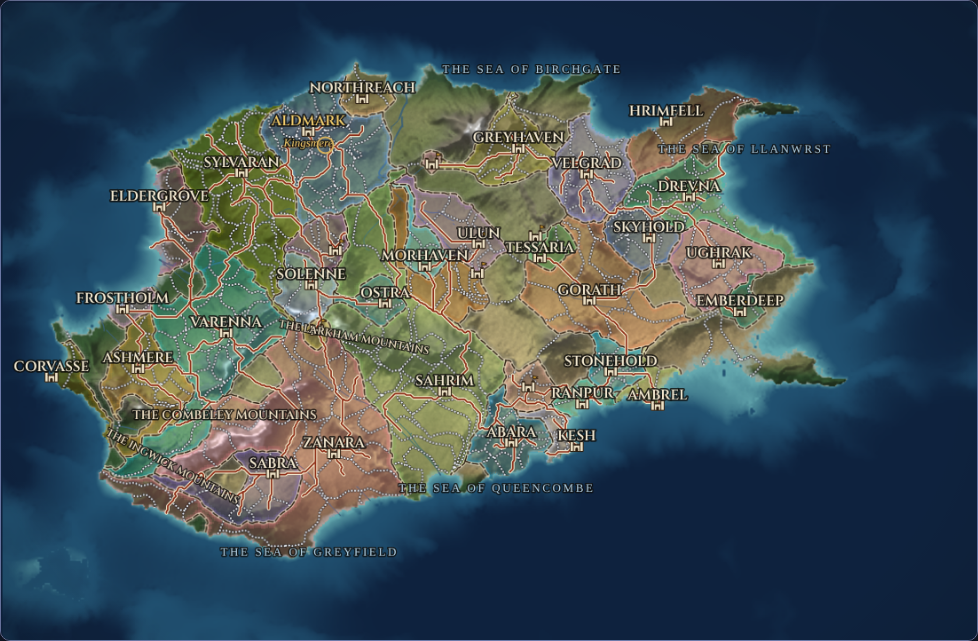 THE SEA OF BIRCHGATE
NORTHREACH
HRIMFELL
ALDMARK
Kingsmere
GREYHAVEN
THE SEA OF LLANWRST
SYLVARAN
VELGRAD
ELDERGROVE
DREVNA
SKYHOLD
ULUN
TESSARIA
MORHAVEN
UGHRAK
SOLENNE
OSTRA
GORATH
FROSTHOLM
EMBERDEEP
VARENNA
THE LARKHAM MOUNTAINS
CORVASSE
ASHMERE
STONEHOLD
SAHRIM
RANPUR
AMBREL
THE COMBELEY MOUNTAINS
ABARA
KESH
ZANARA
THE INGWICK MOUNTAINS
SABRA
THE SEA OF QUEENCOMBE
THE SEA OF GREYFIELD